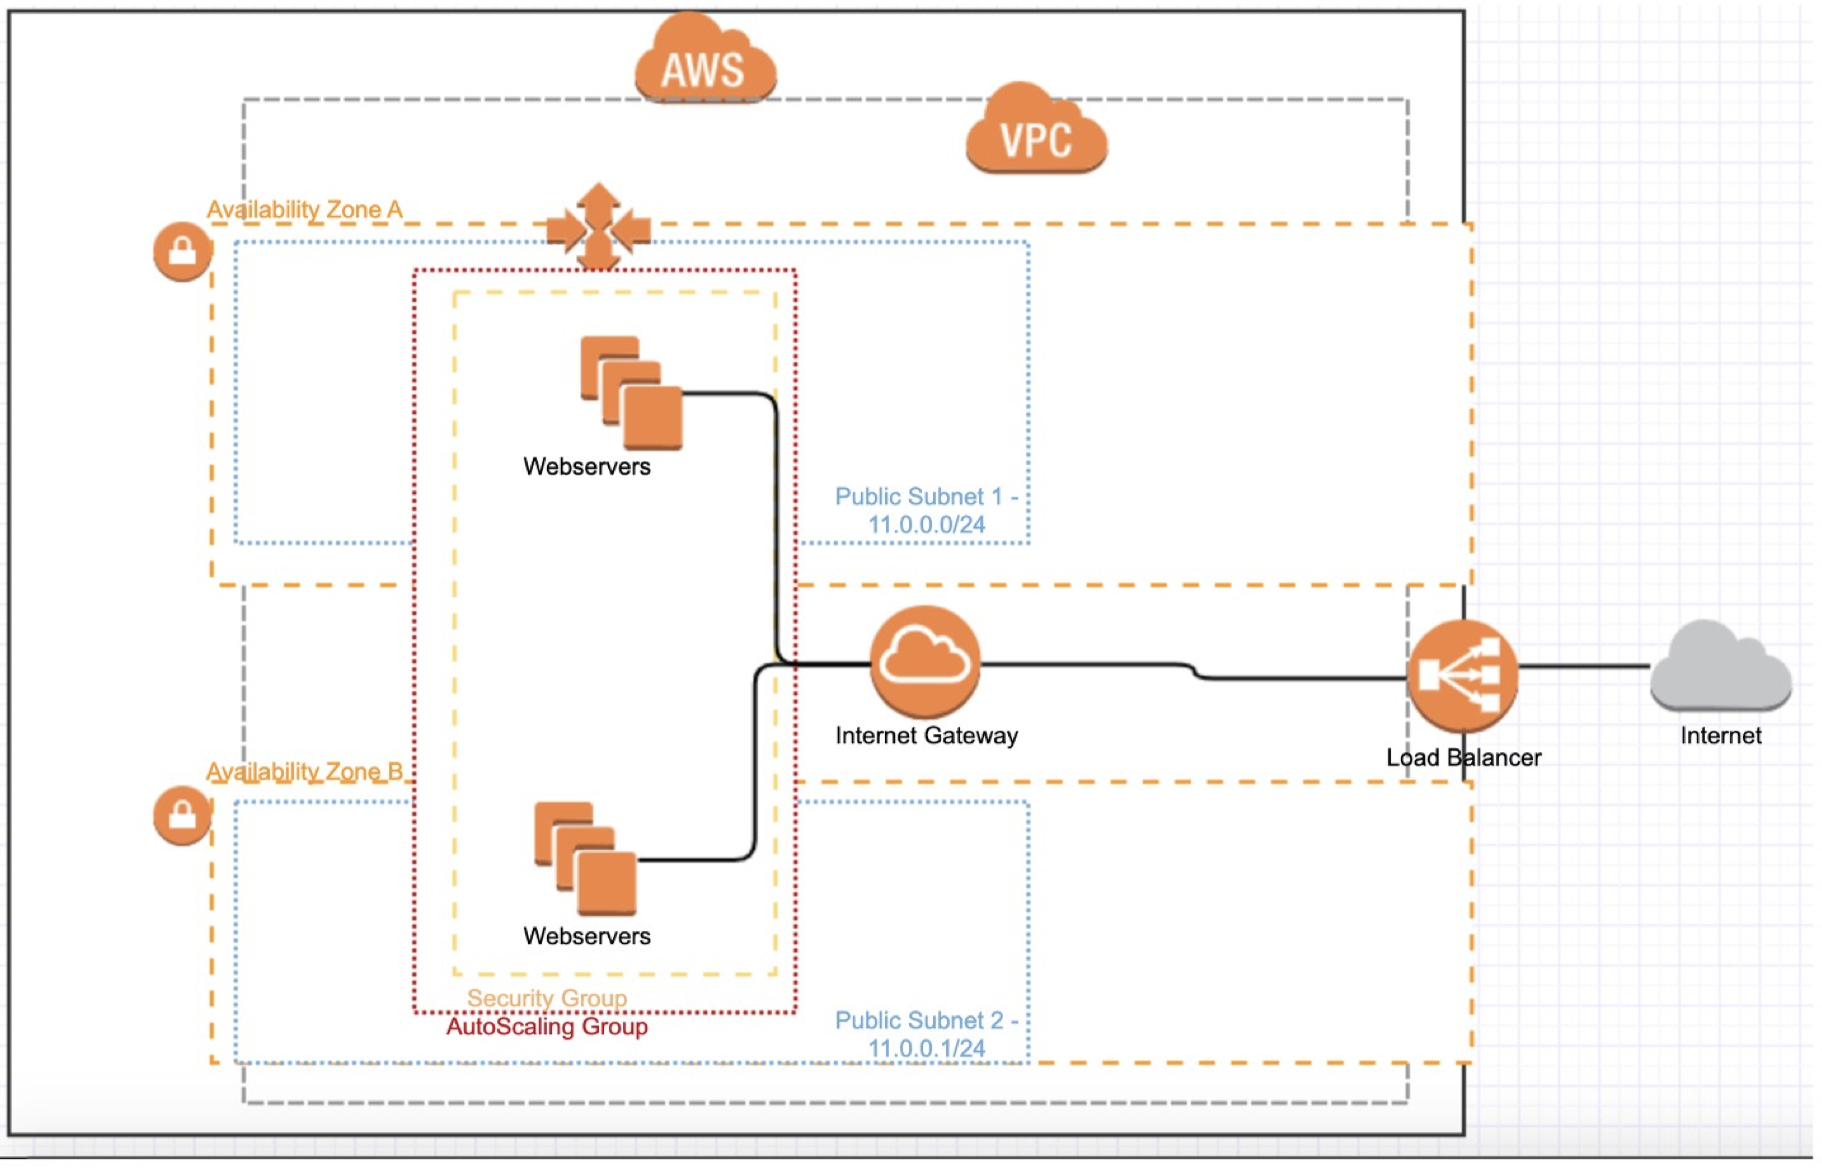 AWS
VPC
Availability Zone A
Webservers
Public Subnet 1 -
11.0.0.0/24
Internet Gateway
Load Balancer
Internet
Availability Zone B
Webservers
Security Group
AutoScaling Group
Public Subnet 2 -
11.0.0.1/24